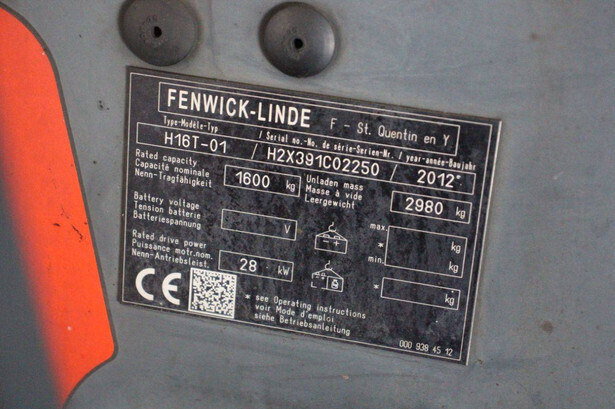 FENWICK-LINDE F - St. Quentin en Y
Type-Modèle-Typ / Serial no.-No. de série-Serien-Nr. / year-année-Baujahr
H16T-01 / H2X391C02250 / 2012*
Rated capacity
Capacité nominale
Nenn-Tragfähigkeit
1600 kg
Unladen mass
Masse à vide
Leergewicht
2980 kg
Battery voltage
Tension batterie
Batteriespannung
V
max.
kg
*
min.
kg
Rated drive power
Puissance motr.nom.
Nenn-Antriebsleist.
28 kW
L
* kg
CE
* see Operating instructions
voir Mode d'emploi
siehe Betriebsanleitung
000 938 45 12